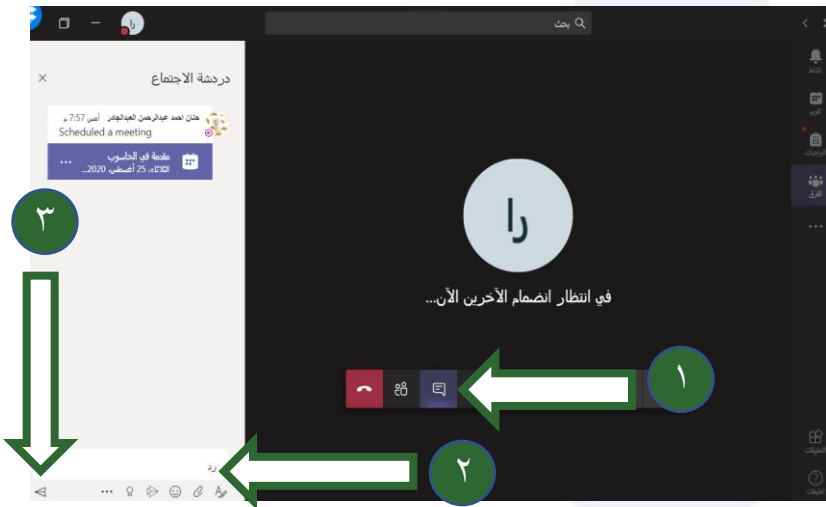 بحث
را
نشاط
الفرق
دردشة الاجتماع
حنان احمد عبدالرحمن العبدالجادر أمس 7:57 م
Scheduled a meeting
مقدمة في الحاسوب
الثلاثاء، 25 أغسطس، 2020...
را
في انتظار انضمام الآخرين الآن...
١
٢
٣
رد
التطبيقات
تعليمات